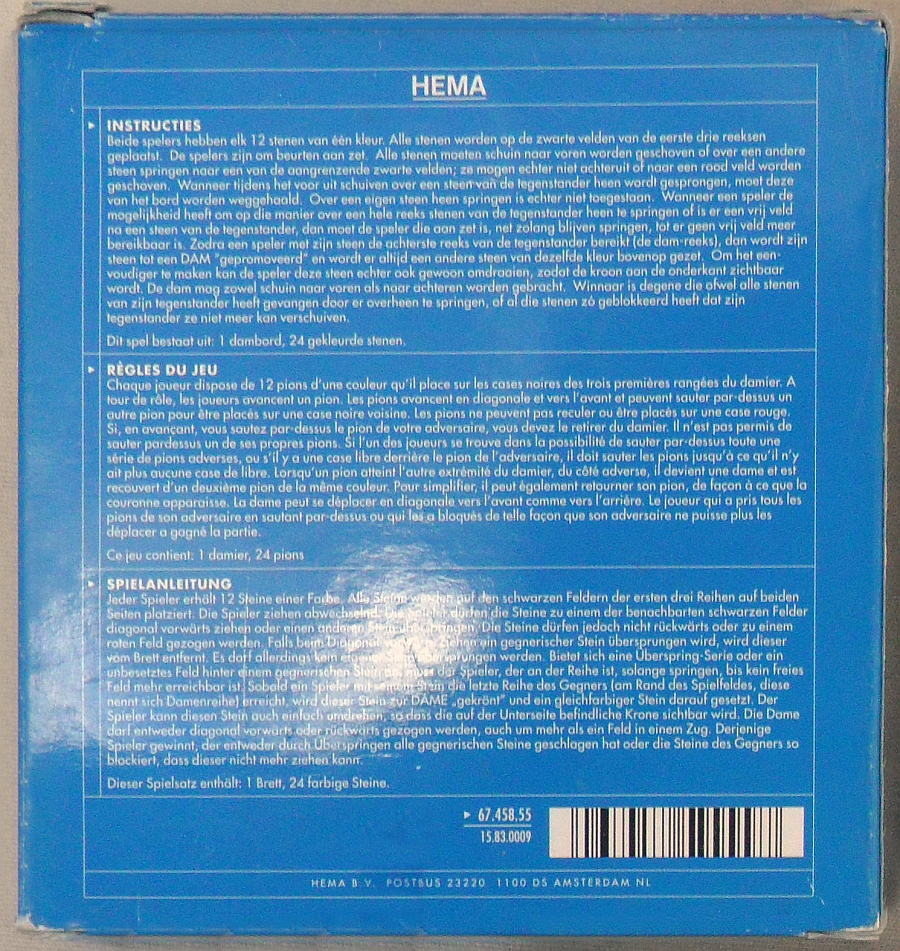 HEMA
INSTRUCTIES
Beide spelers hebben elk 12 stenen van één kleur. Alle stenen worden op de zwarte velden van de eerste drie reeksen
geplaatst. De spelers zijn om beurten aan zet. Alle stenen moeten schuin naar voren worden geschoven of over een andere
steen springen naar een van de aangrenzende zwarte velden; ze mogen echter niet achteruit of naar een rood veld worden
geschoven. Wanneer tijdens het voor uit schuiven over een steen van de tegenstander heen wordt gesprongen, moet deze
van het bord worden weggehaald. Over een eigen steen heen springen is echter niet toegestaan. Wanneer een speler de
mogelijkheid heeft om op die manier over een hele reeks stenen van de tegenstander heen te springen of is er een vrij veld
na een steen van de tegenstander, dan moet de speler die aan zet is, net zolang blijven springen, tot er geen vrij veld meer
bereikbaar is. Zodra een speler met zijn steen de achterste reeks van de tegenstander bereikt (de dam-reeks), dan wordt zijn
steen tot een DAM "gepromoveerd" en wordt er altijd een andere steen van dezelfde kleur bovenop gezet. Om het een-
voudiger te maken kan de speler deze steen echter ook gewoon omdraaien, zodat de kroon aan de onderkant zichtbaar
wordt. De dam mag zowel schuin naar voren als naar achteren worden gebracht. Winnaar is degene die ofwel alle stenen
van zijn tegenstander heeft gevangen door er overheen te springen, of al die stenen zó geblokkeerd heeft dat zijn
tegenstander ze niet meer kan verschuiven.
Dit spel bestaat uit: 1 dambord, 24 gekleurde stenen.
RÈGLES DU JEU
Chaque joueur dispose de 12 pions d'une couleur qu'il place sur les cases noires des trois premières rangées du damier. A
tour de rôle, les joueurs avancent un pion. Les pions avancent en diagonale et vers l'avant et peuvent sauter par-dessus un
autre pion pour être placés sur une case noire voisine. Les pions ne peuvent pas reculer ou être placés sur une case rouge.
Si, en avançant, vous sautez par-dessus le pion de votre adversaire, vous devez le retirer du damier. Il n'est pas permis de
sauter pardessus un de ses propres pions. Si l'un des joueurs se trouve dans la possibilité de sauter par-dessus toute une
série de pions adverses, ou s'il y a une case libre derrière le pion de l'adversaire, il doit sauter les pions jusqu'à ce qu'il n'y
ait plus aucune case de libre. Lorsqu'un pion atteint l'autre extrémité du damier, du côté adverse, il devient une dame et est
recouvert d'un deuxième pion de la même couleur. Pour simplifier, il peut également retourner son pion, de façon à ce que la
couronne apparaisse. La dame peut se déplacer en diagonale vers l'avant comme vers l'arrière. Le joueur qui a pris tous les
pions de son adversaire en sautant par-dessus ou qui les a bloqués de telle façon que son adversaire ne puisse plus les
déplacer a gagné la partie.
Ce jeu contient: 1 damier, 24 pions
SPIELANLEITUNG
Jeder Spieler erhält 12 Steine einer Farbe. Alle Steine werden auf den schwarzen Feldern der ersten drei Reihen auf beiden
Seiten platziert. Die Spieler ziehen abwechselnd. Die Spieler dürfen die Steine zu einem der benachbarten schwarzen Felder
diagonal vorwärts ziehen oder einen anderen Stein überspringen. Die Steine dürfen jedoch nicht rückwärts oder zu einem
roten Feld gezogen werden. Falls beim Diagonal Ziehen ein gegnerischer Stein übersprungen wird, wird dieser
vom Brett entfernt. Es darf allerdings kein eigener Stein übersprungen werden. Bietet sich eine Überspring-Serie oder ein
unbesetztes Feld hinter einem gegnerischen Stein an, muss der Spieler, der an der Reihe ist, solange springen, bis kein freies
Feld mehr erreichbar ist. Sobald ein Spieler mit seinem Stein die letzte Reihe des Gegners (am Rand des Spielfeldes, diese
nennt sich Damenreihe) erreicht, wird dieser Stein zur DAME „gekrönt" und ein gleichfarbiger Stein darauf gesetzt. Der
Spieler kann diesen Stein auch einfach umdrehen, so dass die auf der Unterseite befindliche Krone sichtbar wird. Die Dame
darf entweder diagonal vorwärts oder rückwärts gezogen werden, auch um mehr als ein Feld in einem Zug. Derjenige
Spieler gewinnt, der entweder durch Überspringen alle gegnerischen Steine geschlagen hat oder die Steine des Gegners so
blockiert, dass dieser nicht mehr ziehen kann.
Dieser Spielsatz enthält: 1 Brett, 24 farbige Steine.
67.458.55
15.83.0009
HEMA B.V. POSTBUS 23220 1100 DS AMSTERDAM NL